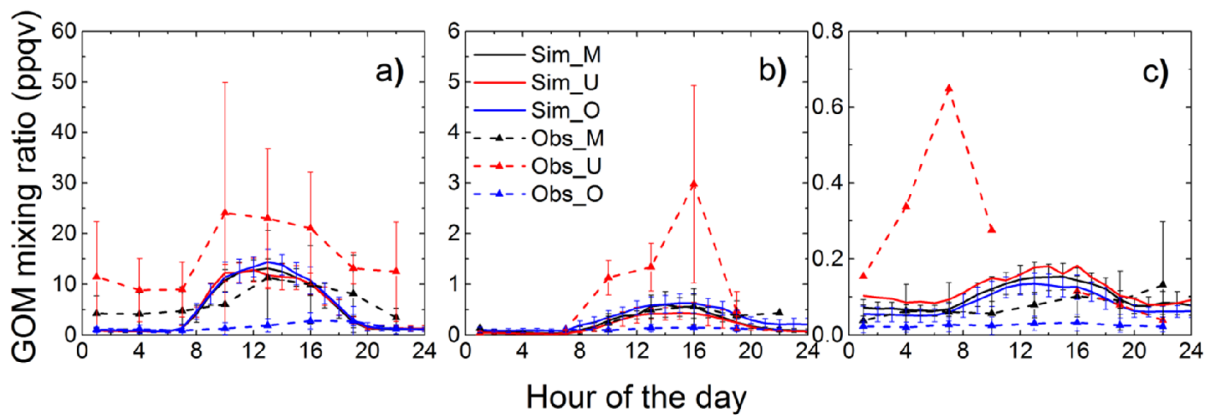 60
50
40
30
20
10
0
0 4 8 12 16 20 24
a)
6
5
4
3
2
1
0
0 4 8 12 16 20 24
b)
Sim_M
Sim_U
Sim_O
Obs_M
Obs_U
Obs_O
0.8
0.6
0.4
0.2
0.0
0 4 8 12 16 20 24
c)
GOM mixing ratio (ppqv)
Hour of the day